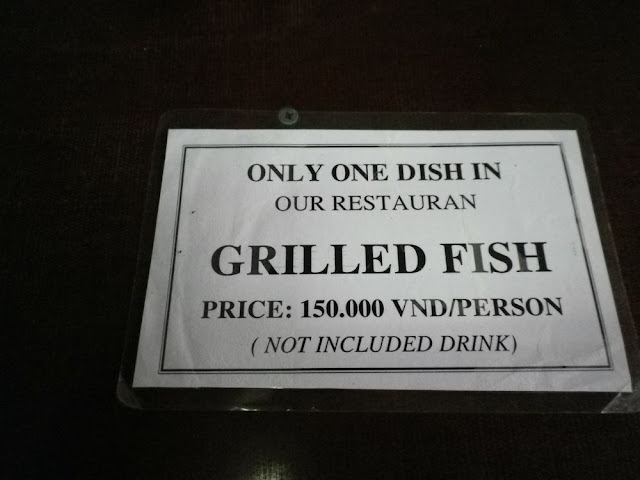 ONLY ONE DISH IN
OUR RESTAURAN
GRILLED FISH
PRICE: 150.000 VND/PERSON
( NOT INCLUDED DRINK)